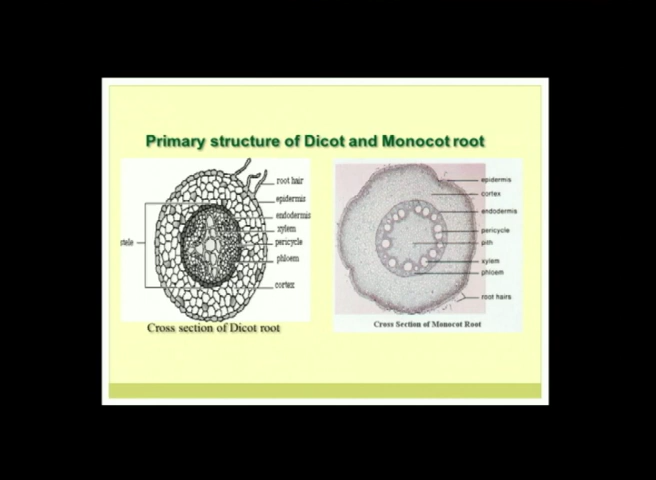 Primary structure of Dicot and Monocot root
root hair
epidermis
endodermis
xylem
pericycle
phloem
cortex
stele
Cross section of Dicot root
epidermis
cortex
endodermis
pericycle
pith
xylem
phloem
root hairs
Cross Section of Monocot Root